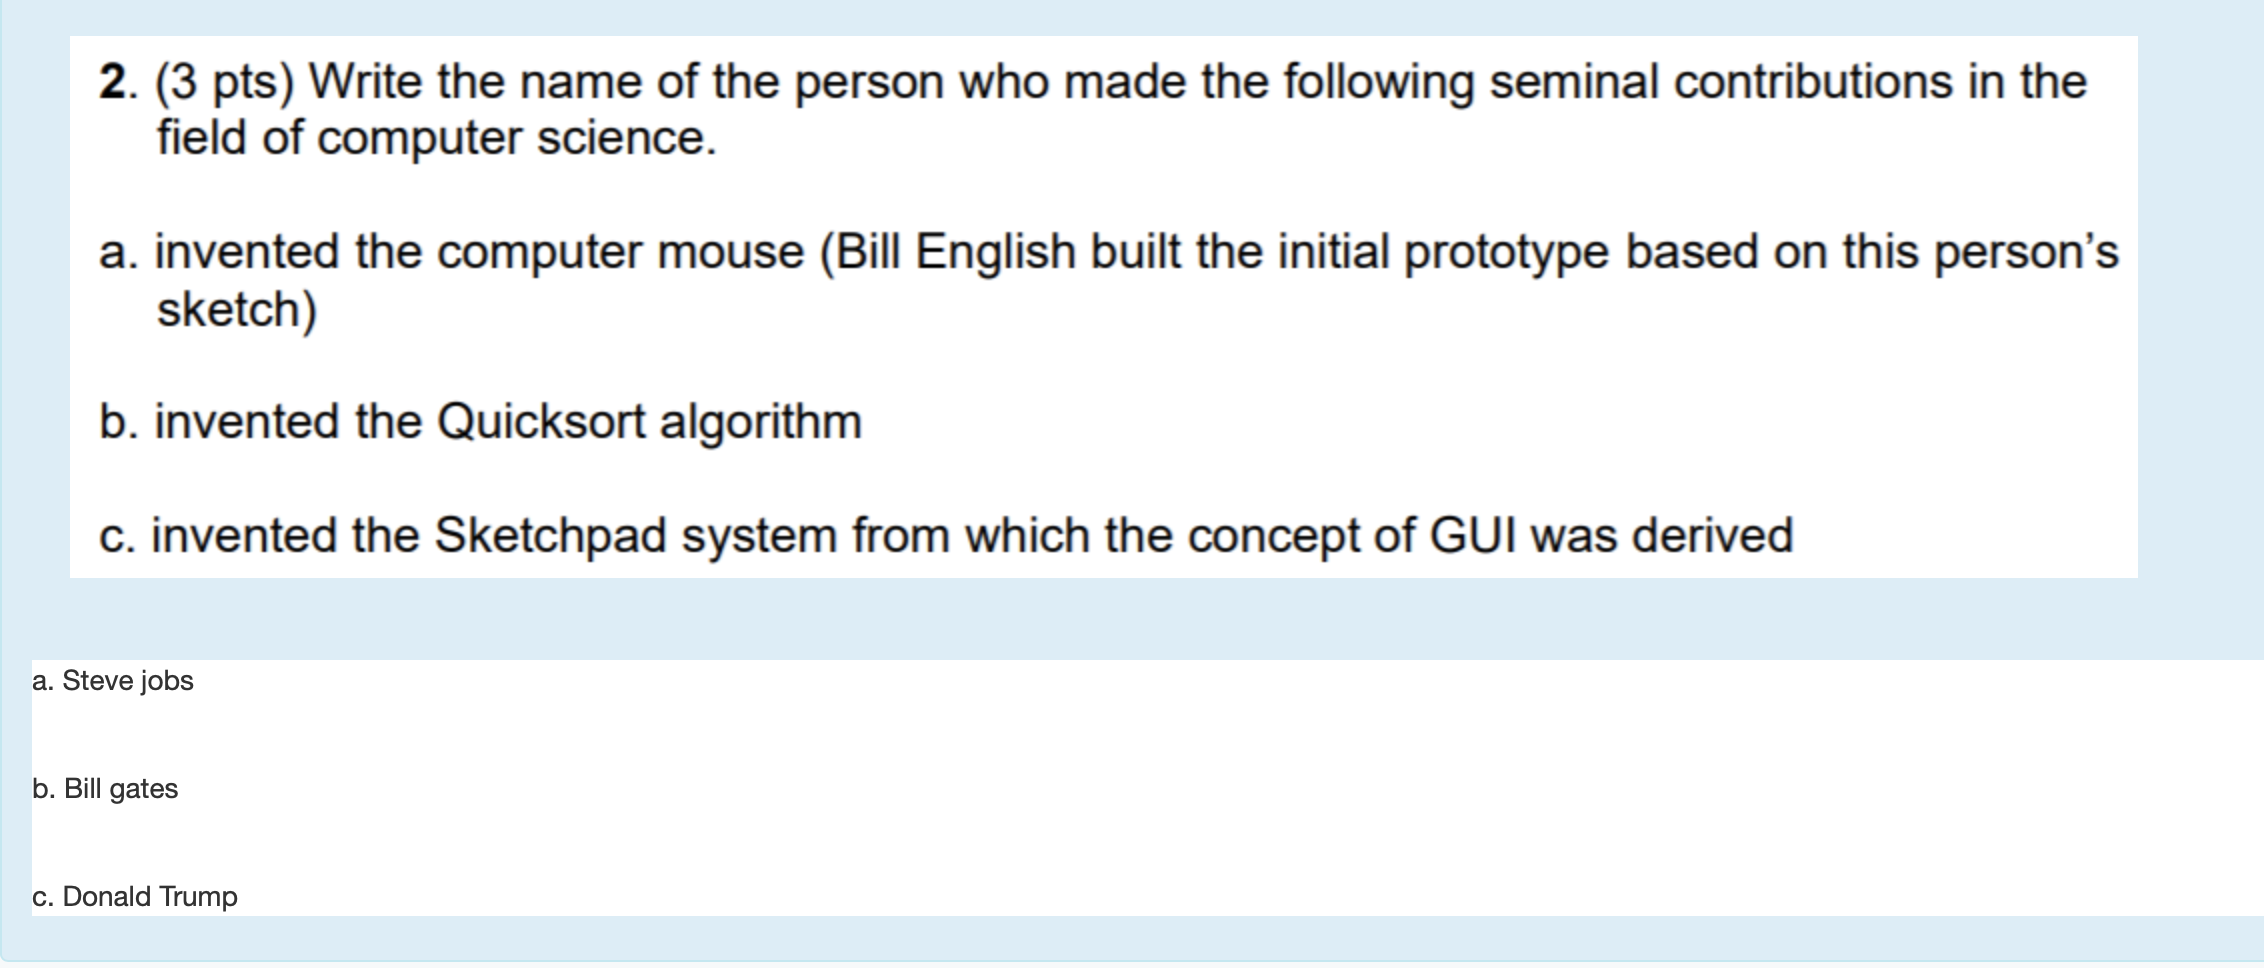 2. (3 pts) Write the name of the person who made the following seminal contributions in the
field of computer science.
a. invented the computer mouse (Bill English built the initial prototype based on this person’s
sketch)
b. invented the Quicksort algorithm
c. invented the Sketchpad system from which the concept of GUI was derived
a. Steve jobs
b. Bill gates
c. Donald Trump